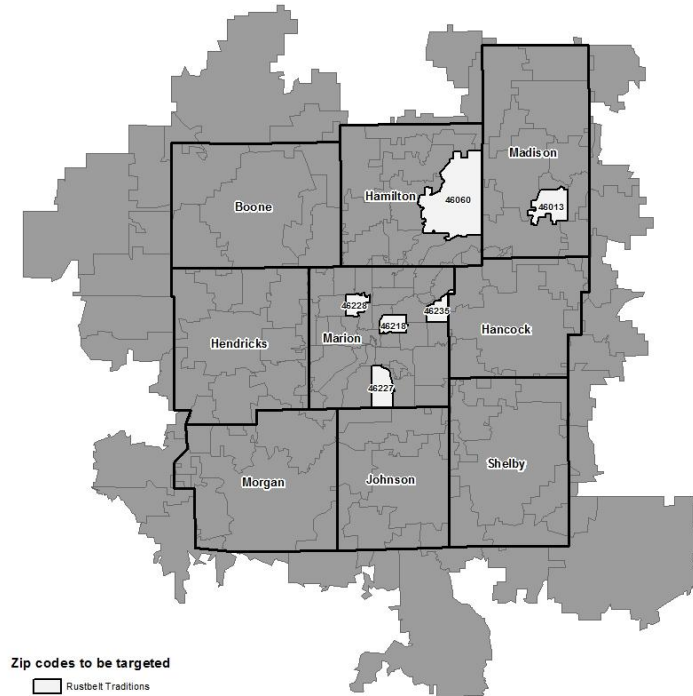 Madison
Hamilton
46060
46013
Boone
46228
46235
46218
Hancock
Hendricks
Marion
46227
Shelby
Morgan
Johnson
Zip codes to be targeted
Rustbelt Traditions